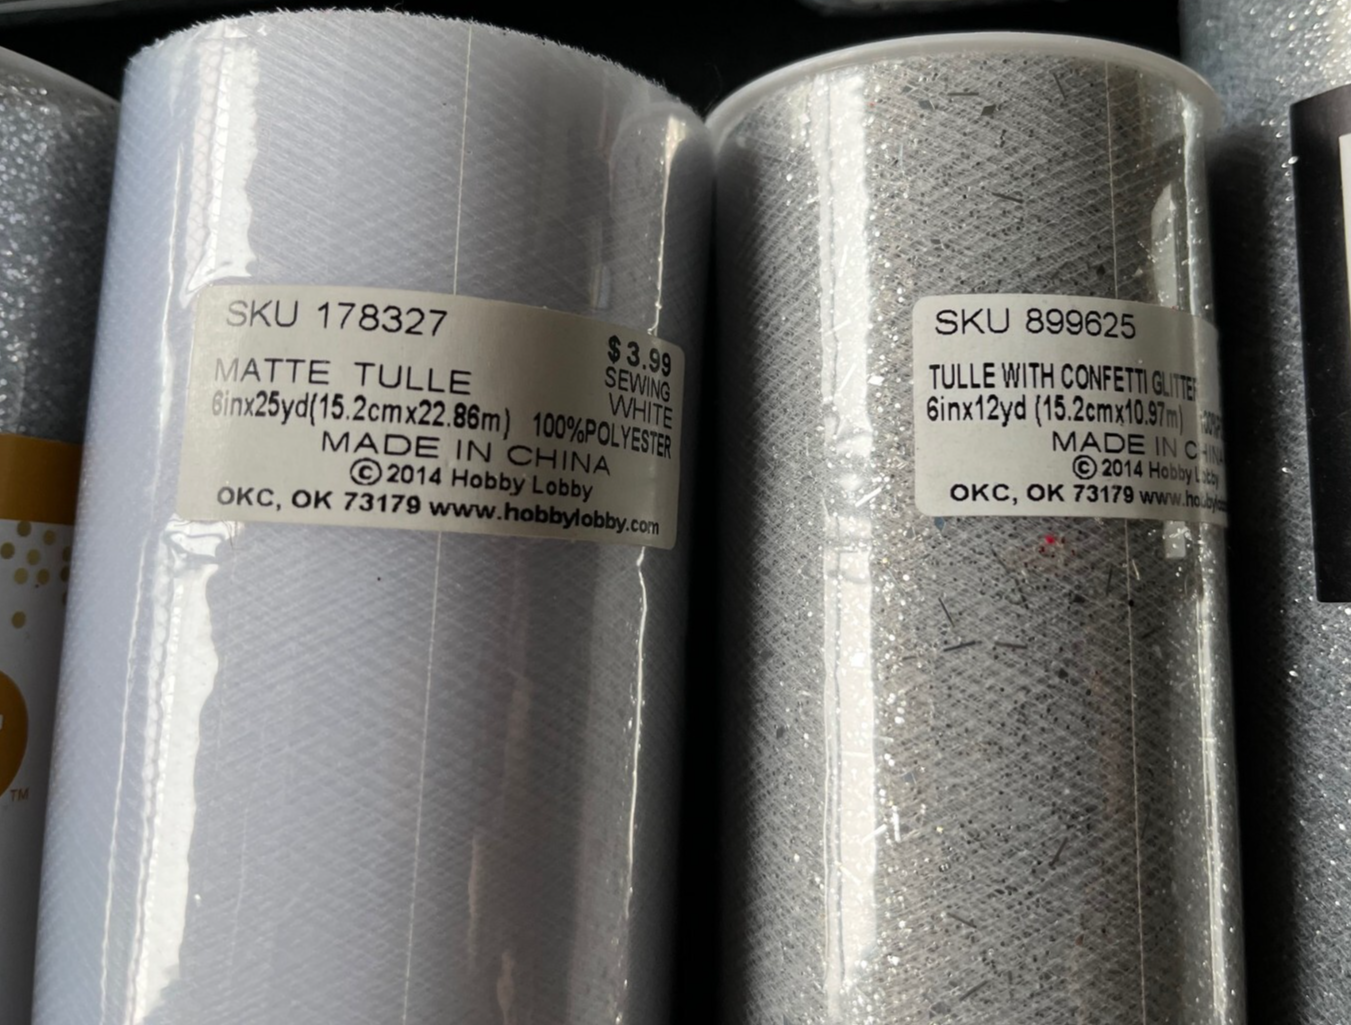 SKU 178327
$3.99
MATTE TULLE
SEWING
6inx25yd(15.2cmx22.86m)
WHITE
100%POLYESTER
MADE IN CHINA
©2014 Hobby Lobby
OKC, OK 73179 www.hobbylobby.com
SKU 899625
TULLE WITH CONFETTI GLITTER
6inx12yd (15.2cmx10.97m)
MADE IN CHINA
©2014 Hobby Lobby
OKC, OK 73179
TM